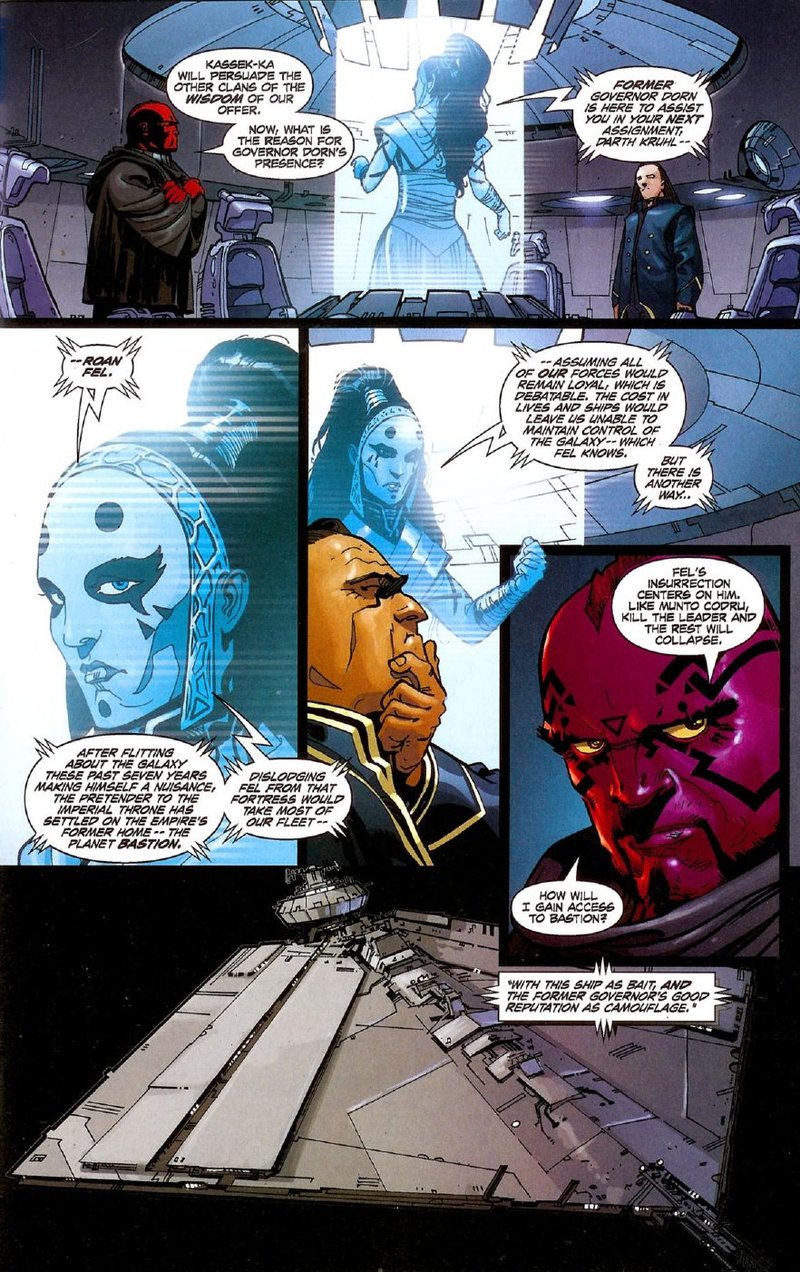 KASSEK-KA
WILL PERSUADE THE
OTHER CLANS OF THE
WISDOM OF OUR
OFFER.
NOW, WHAT IS
THE REASON FOR
GOVERNOR DORN'S
PRESENCE?
FORMER
GOVERNOR DORN
IS HERE TO ASSIST
YOU IN YOUR NEXT
ASSIGNMENT,
DARTH KRUHL --
--ROAN
FEL.
AFTER FLITTING
ABOUT THE GALAXY
THESE PAST SEVEN YEARS
MAKING HIMSELF A NUISANCE,
THE PRETENDER TO THE
IMPERIAL THRONE HAS
SETTLED ON THE EMPIRE'S
FORMER HOME -- THE
PLANET BASTION.
DISLODGING
FEL FROM THAT
FORTRESS WOULD
TAKE MOST OF
OUR FLEET --
-- ASSUMING ALL
OF OUR FORCES WOULD
REMAIN LOYAL, WHICH IS
DEBATABLE. THE COST IN
LIVES AND SHIPS WOULD
LEAVE US UNABLE TO
MAINTAIN CONTROL OF
THE GALAXY -- WHICH
FEL KNOWS.
BUT
THERE IS
ANOTHER
WAY..
FEL'S
INSURRECTION
CENTERS ON HIM.
LIKE MUNTO CODRU,
KILL THE LEADER AND
THE REST WILL
COLLAPSE.
HOW WILL
I GAIN ACCESS
TO BASTION?
"WITH THIS SHIP AS BAIT, AND
THE FORMER GOVERNOR'S GOOD
REPUTATION AS CAMOUFLAGE."